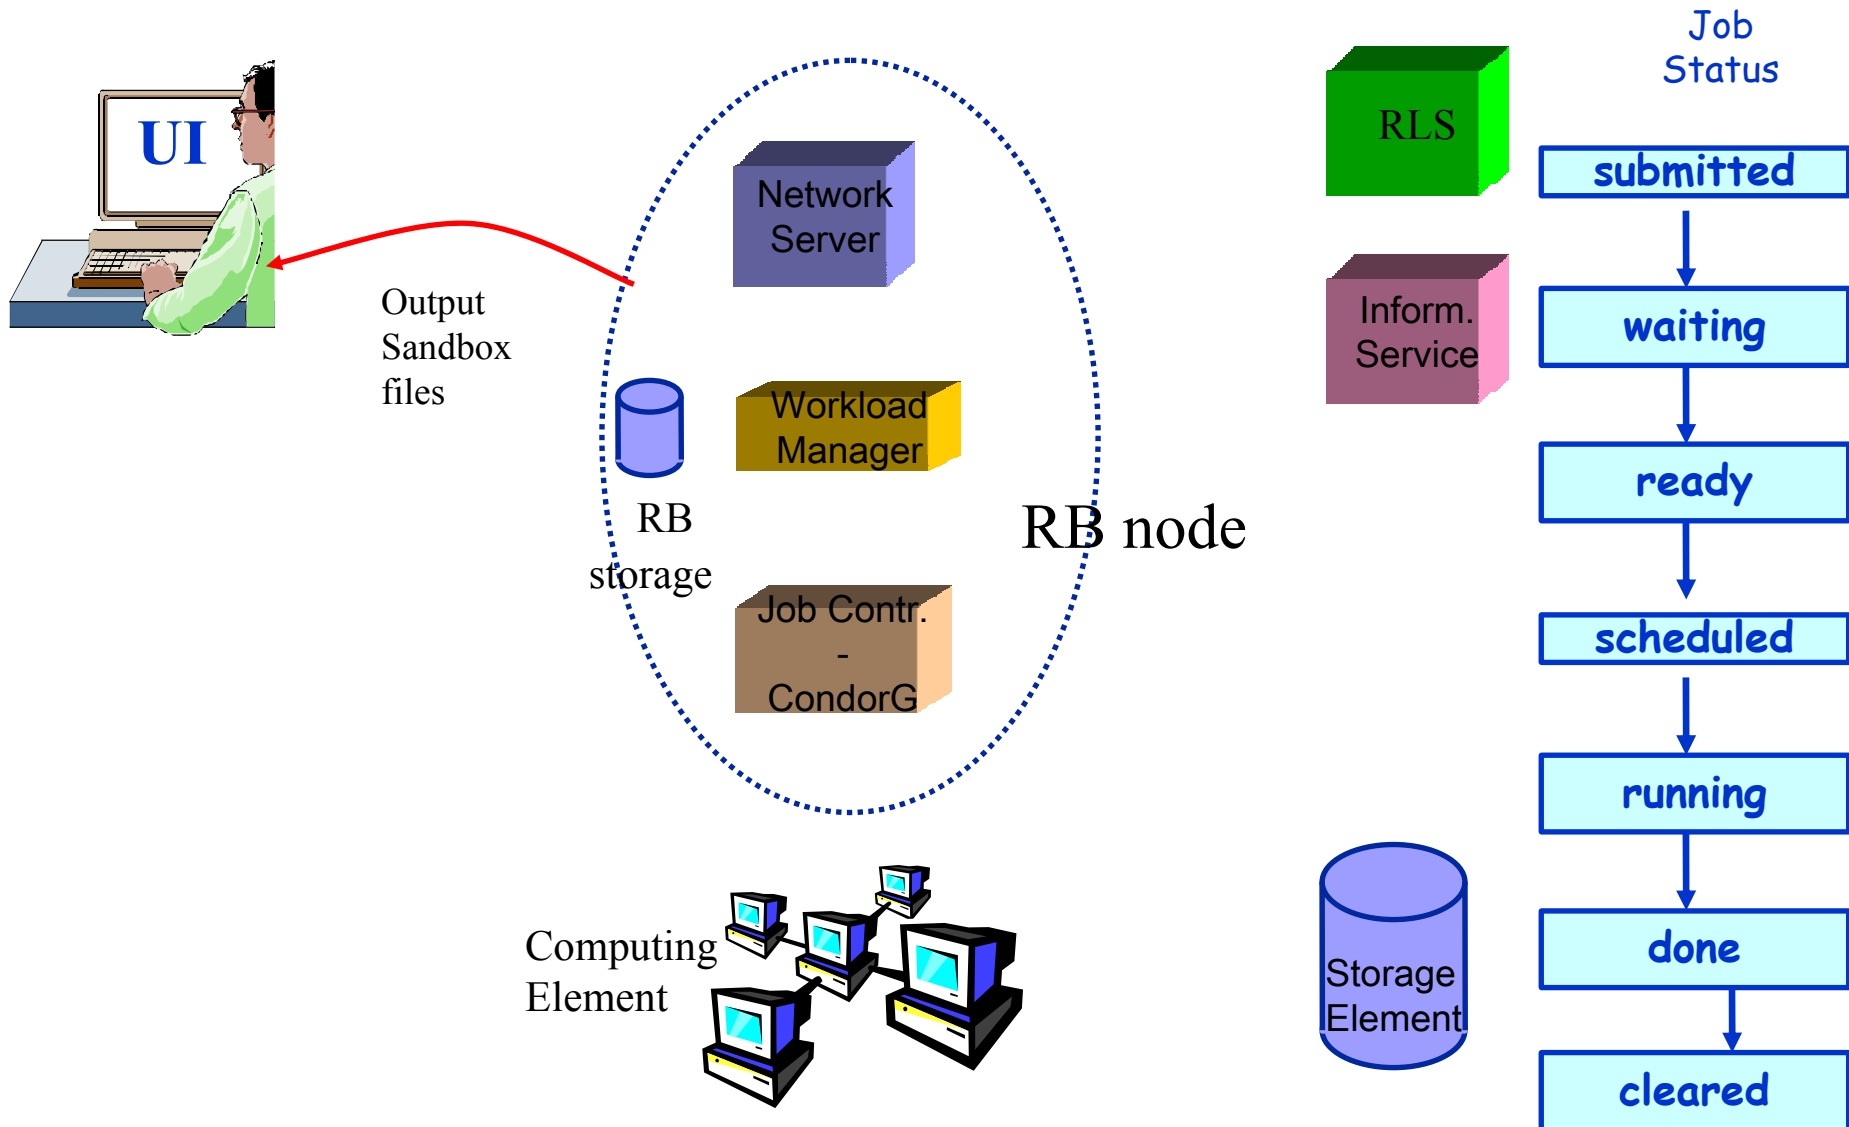 UI
Output
Sandbox
files
Network
Server
Workload
Manager
RB
storage
Job Contr.
-
CondorG
RB node
Computing
Element
RLS
Inform.
Service
Storage
Element
Job
Status
submitted
waiting
ready
scheduled
running
done
cleared